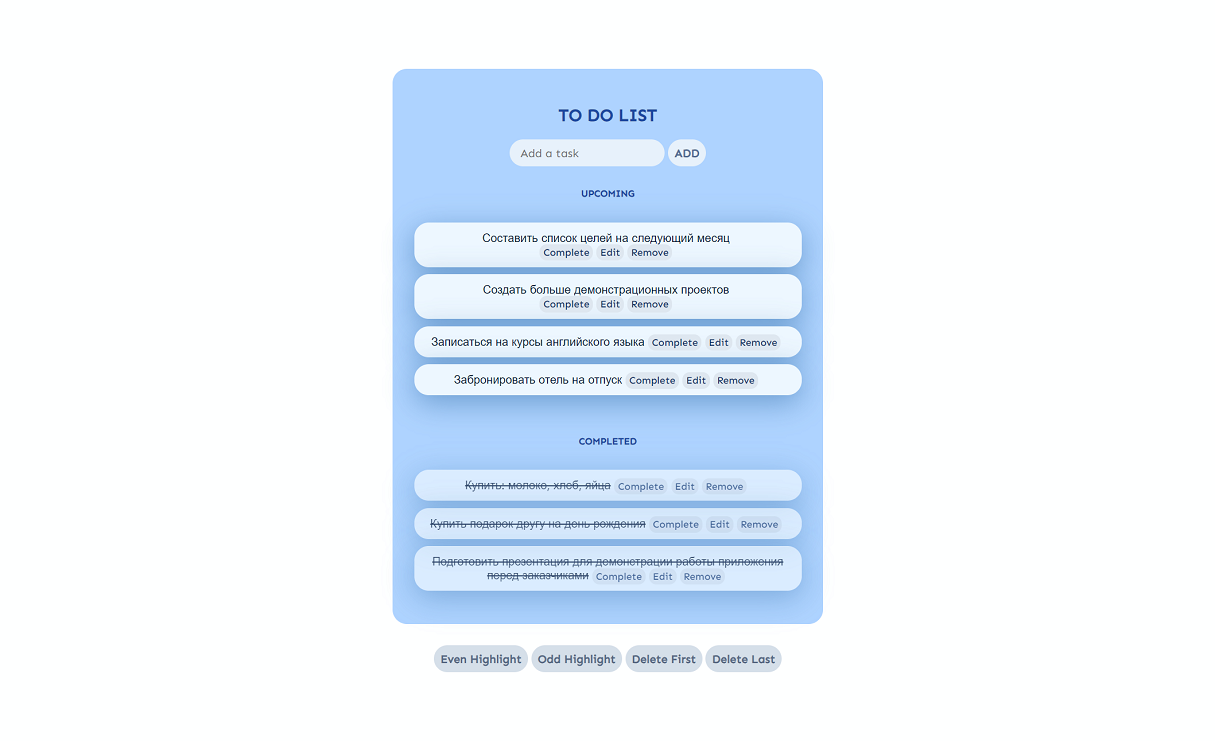 TO DO LIST
Add a task ADD
UPCOMING
Составить список целей на следующий месяц
Complete Edit Remove
Создать больше демонстрационных проектов
Complete Edit Remove
Записаться на курсы английского языка Complete Edit Remove
Забронировать отель на отпуск Complete Edit Remove
COMPLETED
Купить: молоко, хлеб, яйца Complete Edit Remove
Купить подарок другу на день рождения Complete Edit Remove
Подготовить презентация для демонстрации работы приложения
перед заказчиками Complete Edit Remove
Even Highlight Odd Highlight Delete First Delete Last